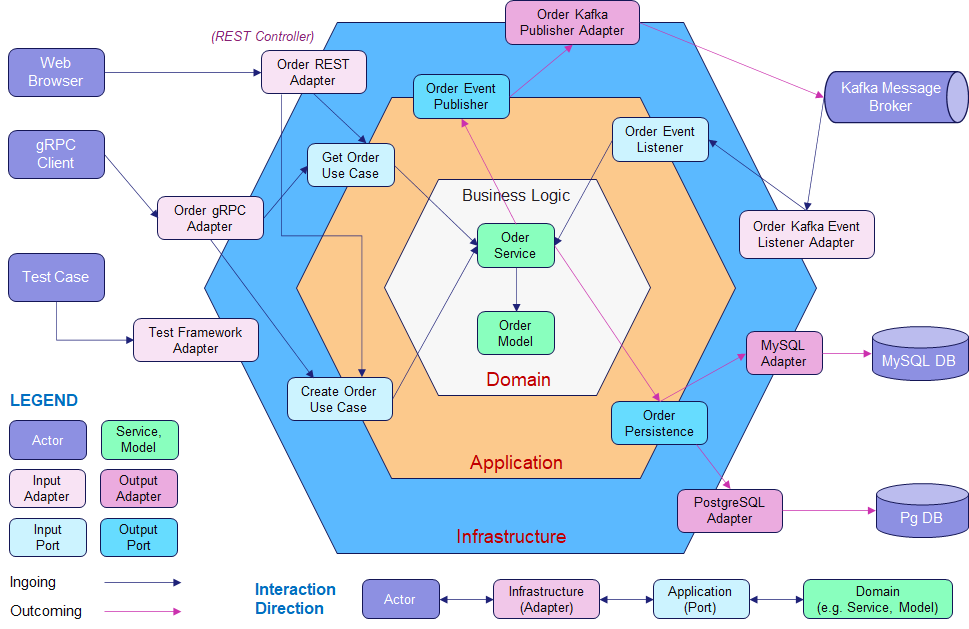 Order Kafka
Publisher Adapter
(REST Controller)
Web
Browser
Order REST
Adapter
Order Event
Publisher
Kafka Message
Broker
gRPC
Client
Get Order
Use Case
Order Event
Listener
Business Logic
Order gRPC
Adapter
Oder
Service
Order Kafka Event
Listener Adapter
Test Case
Test Framework
Adapter
Order
Model
MySQL
Adapter
MySQL DB
Domain
Create Order
Use Case
Order
Persistence
LEGEND
Actor
Service,
Model
Application
Input
Adapter
Output
Adapter
PostgreSQL
Adapter
Pg DB
Input
Port
Output
Port
Infrastructure
Ingoing
Outcoming
Interaction
Direction
Actor
Infrastructure
(Adapter)
Application
(Port)
Domain
(e.g. Service, Model)